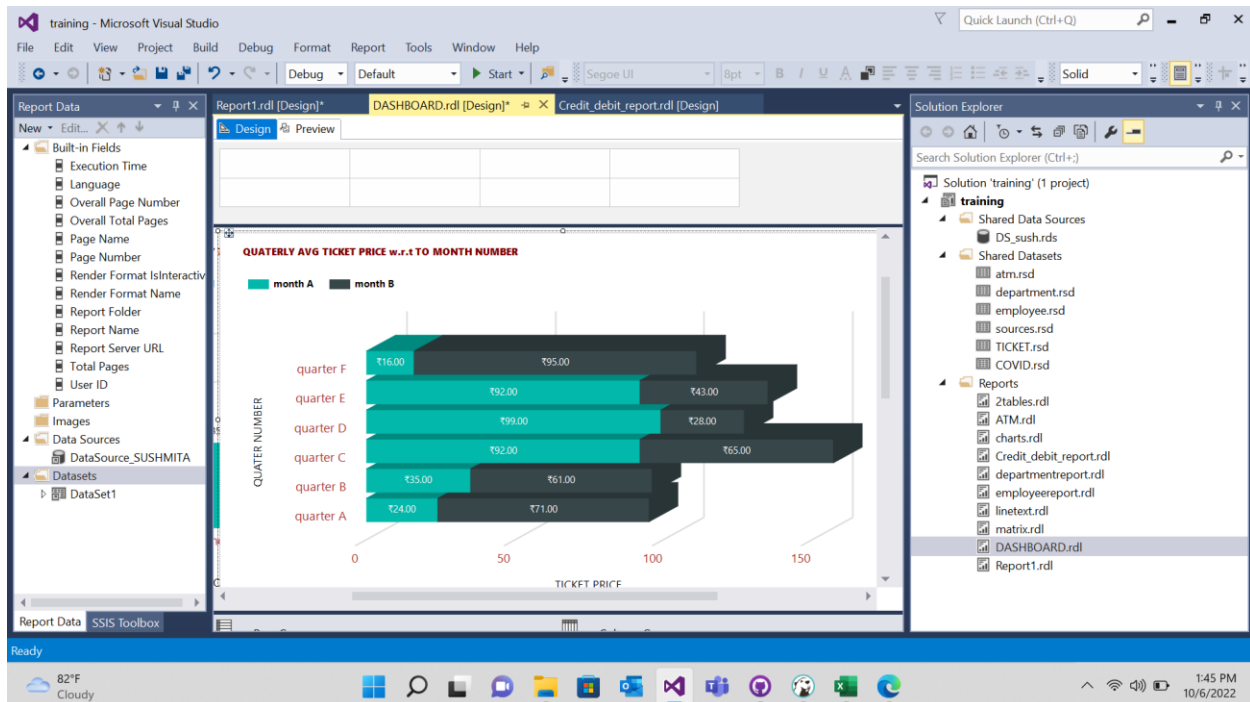 training - Microsoft Visual Studio
Quick Launch (Ctrl+Q)
File Edit View Project Build Debug Format Report Tools Window Help
Debug Default Start Segoe UI 8pt B I U A Solid
Report Data
New Edit...
Built-in Fields
Execution Time
Language
Overall Page Number
Overall Total Pages
Page Name
Page Number
Render Format IsInteractiv
Render Format Name
Report Folder
Report Name
Report Server URL
Total Pages
User ID
Parameters
Images
Data Sources
DataSource_SUSHMITA
Datasets
DataSet1
Report Data SSIS Toolbox
Report1.rdl [Design]* DASHBOARD.rdl [Design]* Credit_debit_report.rdl [Design]
Design Preview
QUATERLY AVG TICKET PRICE w.r.t TO MONTH NUMBER
month A month B
QUATER NUMBER
quarter F ₹16.00 ₹95.00
quarter E ₹92.00 ₹43.00
quarter D ₹99.00 ₹28.00
quarter C ₹92.00 ₹65.00
quarter B ₹35.00 ₹61.00
quarter A ₹24.00 ₹71.00
0 50 100 150
TICKET PRICE
Solution Explorer
Search Solution Explorer (Ctrl+;)
Solution 'training' (1 project)
training
Shared Data Sources
DS_sush.rds
Shared Datasets
atm.rsd
department.rsd
employee.rsd
sources.rsd
TICKET.rsd
COVID.rsd
Reports
2tables.rdl
ATM.rdl
charts.rdl
Credit_debit_report.rdl
departmentreport.rdl
employeereport.rdl
linetext.rdl
matrix.rdl
DASHBOARD.rdl
Report1.rdl
Ready
82°F
Cloudy
1:45 PM
10/6/2022